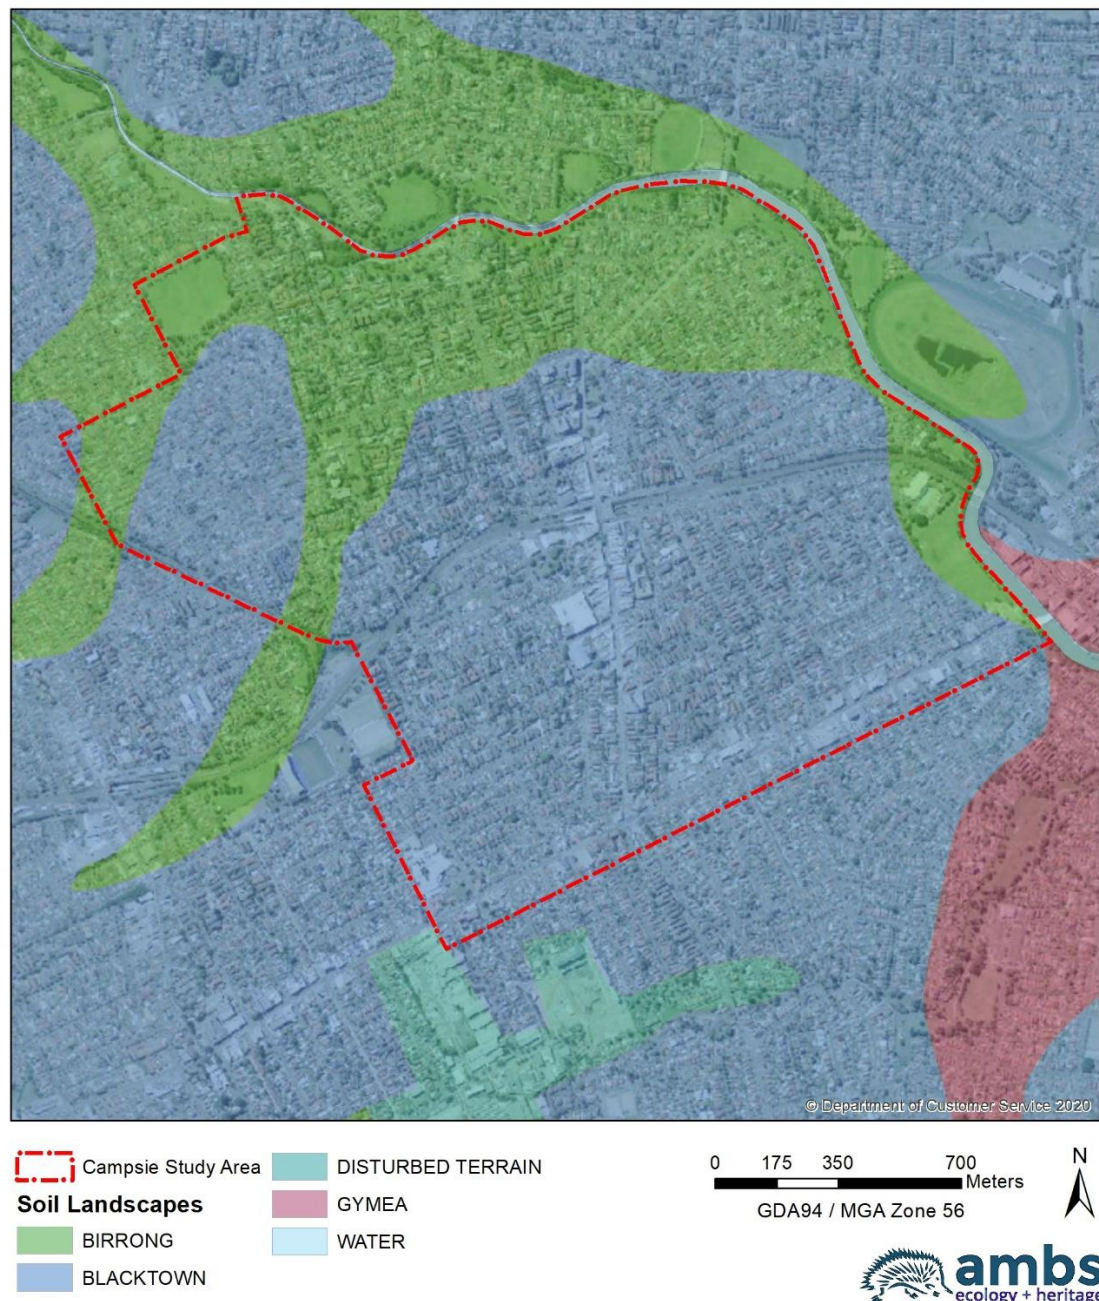 © Department of Customer Service 2020
Campsie Study Area
Soil Landscapes
BIRRONG
BLACKTOWN
DISTURBED TERRAIN
GYMEA
WATER
0 175 350 700
Meters
GDA94 / MGA Zone 56
N
ambs
ecology + heritage